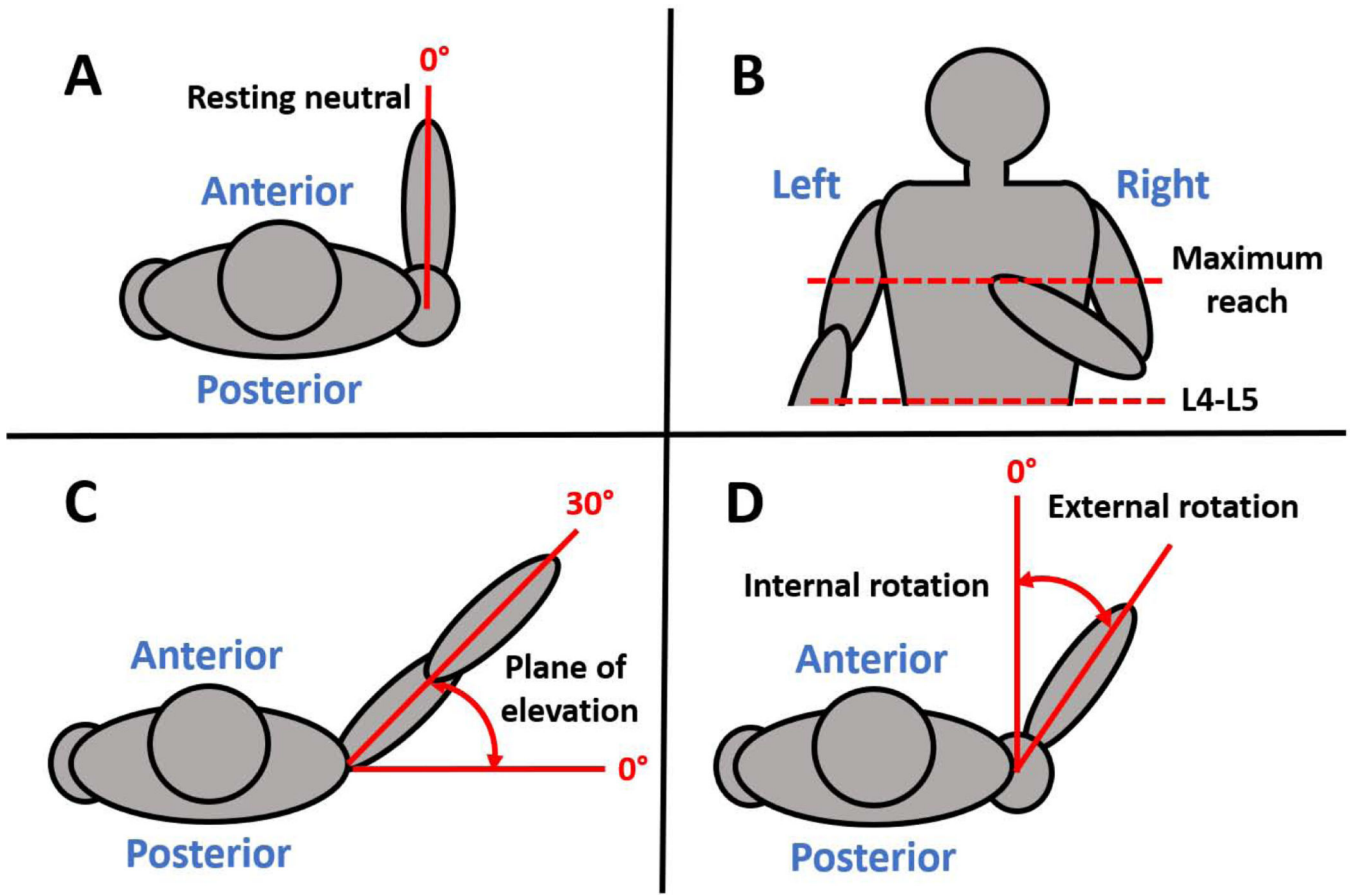 A
0°
Resting neutral
Anterior
Posterior
B
Left
Right
Maximum
reach
L4-L5
C
30°
Anterior
Plane of
elevation
0°
Posterior
D
0°
External rotation
Internal rotation
Anterior
Posterior